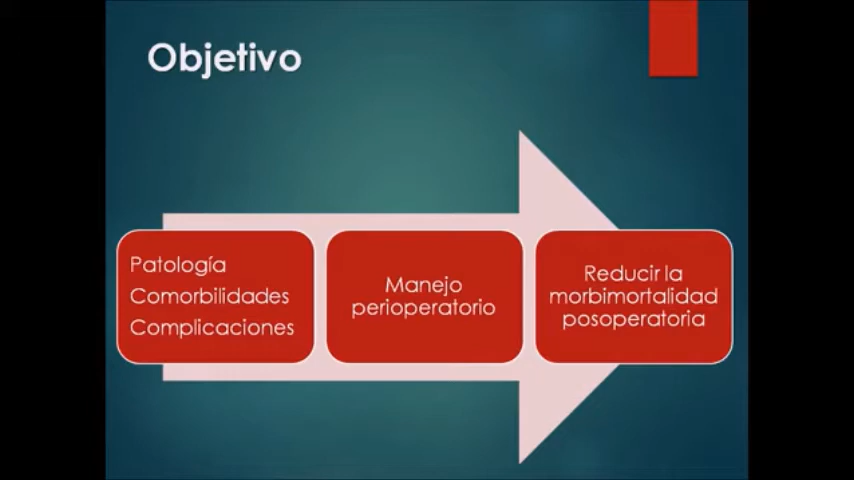 Objetivo
Patología
Comorbilidades
Complicaciones
Manejo
perioperatorio
Reducir la
morbimortalidad
posoperatoria